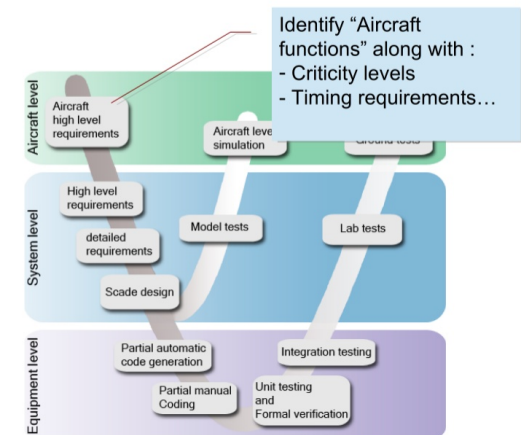 Identify “Aircraft
functions” along with :
- Criticity levels
- Timing requirements…
Aircraft level
Aircraft
high level
requirements
Aircraft leve
simulation
Ground tests
System level
High level
requirements
detailed
requirements
Scade design
Model tests
Lab tests
Equipment level
Partial automatic
code generation
Partial manual
Coding
Integration testing
Unit testing
and
Formal verification